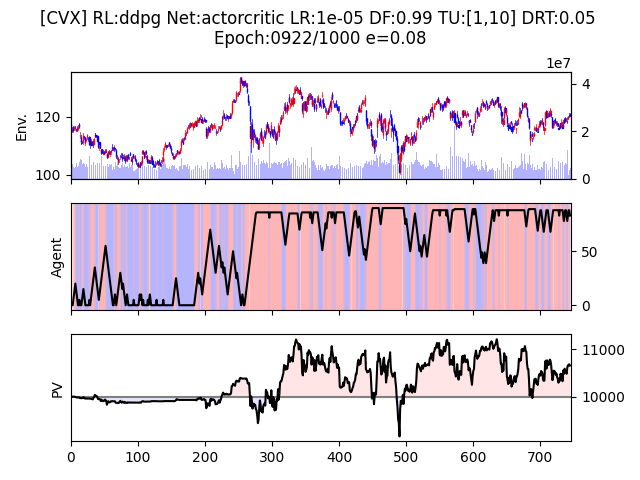 [CVX] RL:ddpg Net:actorcritic LR:1e-05 DF:0.99 TU:[1,10] DRT:0.05
Epoch:0922/1000 e=0.08
1e7
Env.
120
100
4
2
0
Agent
50
0
PV
11000
10000
0 100 200 300 400 500 600 700